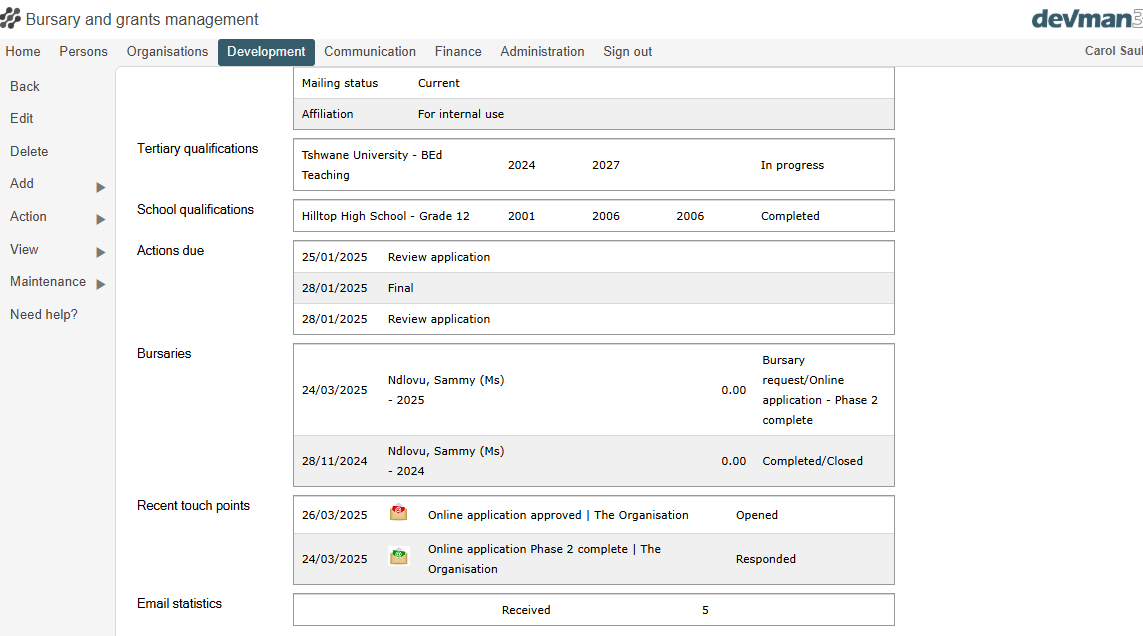 Bursary and grants management
devman3
Home Persons Organisations Development Communication Finance Administration Sign out Carol Saul
Back
Edit
Delete
Add
Action
View
Maintenance
Need help?
Mailing status Current
Affiliation For internal use
Tertiary qualifications
Tshwane University - BEd
Teaching
2024 2027 In progress
School qualifications
Hilltop High School - Grade 12 2001 2006 2006 Completed
Actions due
25/01/2025 Review application
28/01/2025 Final
28/01/2025 Review application
Bursaries
24/03/2025
Ndlovu, Sammy (Ms)
- 2025
0.00
Bursary
request/Online
application - Phase 2
complete
28/11/2024
Ndlovu, Sammy (Ms)
- 2024
0.00 Completed/Closed
Recent touch points
26/03/2025 Online application approved | The Organisation Opened
24/03/2025
Online application Phase 2 complete | The
Organisation
Responded
Email statistics
Received 5